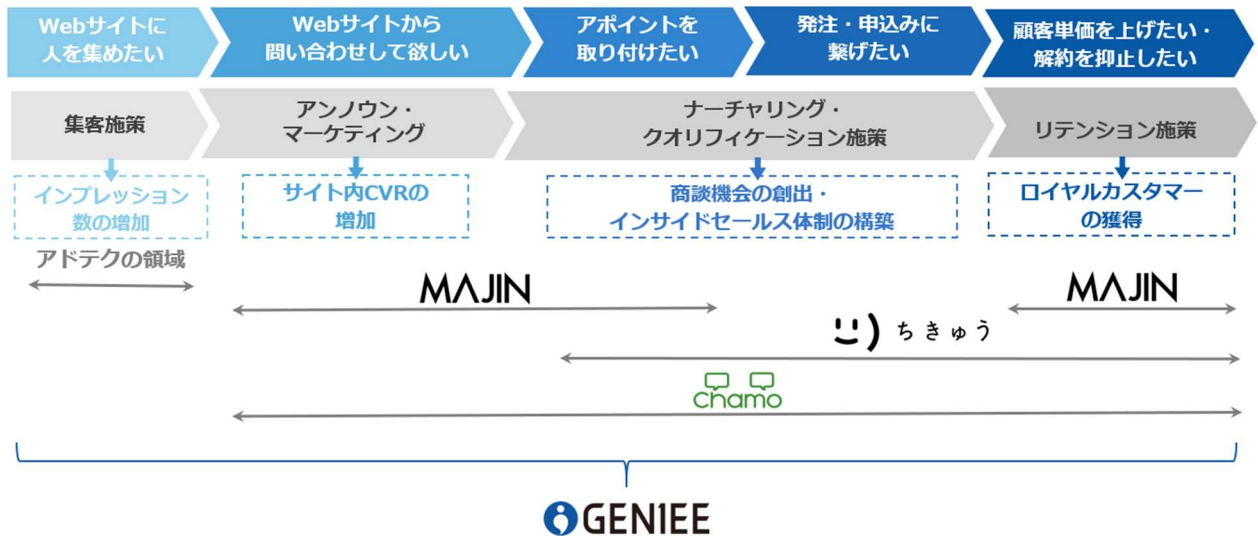 Webサイトに
人を集めたい
Webサイトから
問い合わせして欲しい
アポイントを
取り付けたい
発注・申込みに
繋げたい
顧客単価を上げたい・
解約を抑止したい
集客施策
アンノウン・
マーケティング
ナーチャリング・
クオリフィケーション施策
リテンション施策
インプレッション
数の増加
サイト内CVRの
増加
商談機会の創出・
インサイドセールス体制の構築
ロイヤルカスタマー
の獲得
アドテクの領域
MAJIN
MAJIN
ちきゅう
chamo
GENIEE